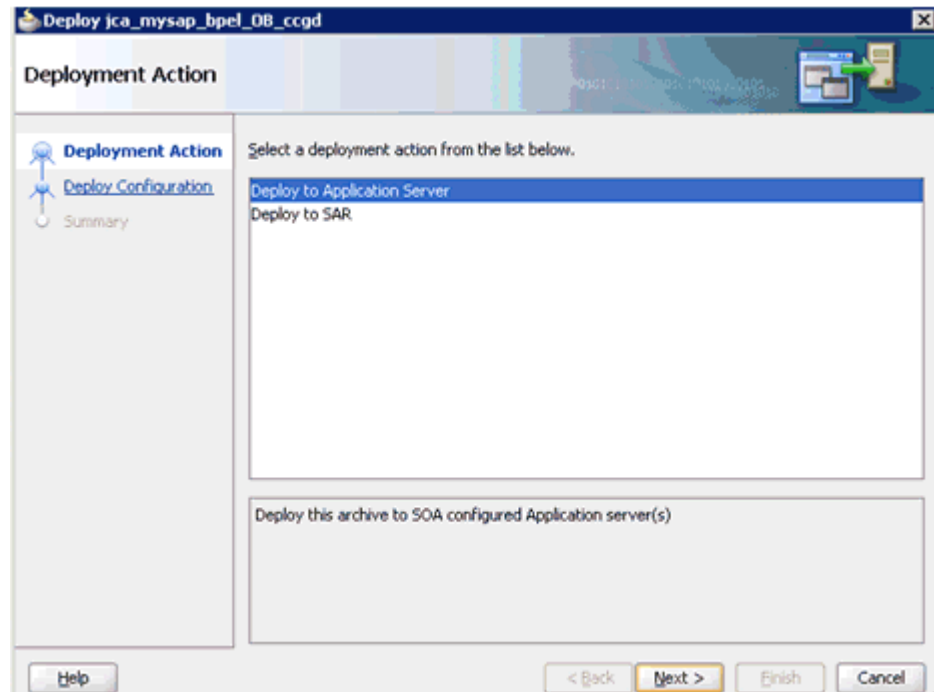 Deploy jca_mysap_bpel_OB_ccgd
Deployment Action
Deployment Action
Deploy Configuration
Summary
Select a deployment action from the list below.
Deploy to Application Server
Deploy to SAR
Deploy this archive to SOA configured Application server(s)
Help
< Back
Next >
Finish
Cancel